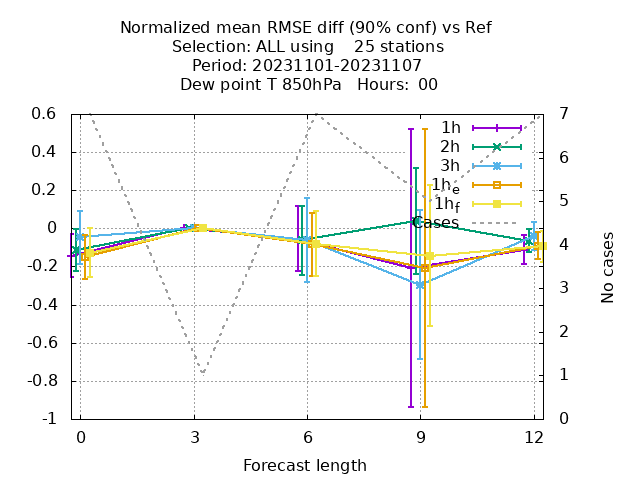 Normalized mean RMSE diff (90% conf) vs Ref
Selection: ALL using    25 stations
Period: 20231101-20231107
Dew point T 850hPa   Hours:  00
0.6
0.4
0.2
0
-0.2
-0.4
-0.6
-0.8
-1
7
6
5
4
3
2
1
0
1h
2h
3h
1he
1hf
Cases
No cases
0
3
6
9
12
Forecast length